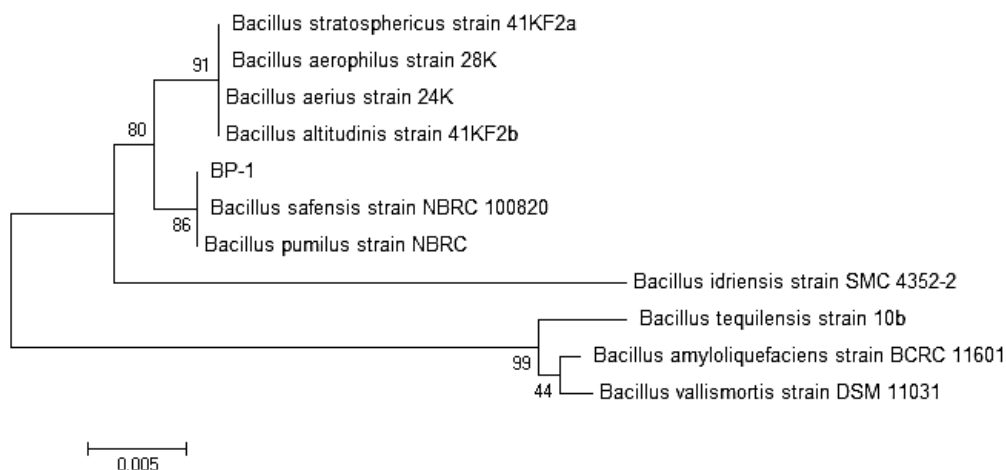 Bacillus stratosphericus strain 41KF2a
91
Bacillus aerophilus strain 28K
Bacillus aerius strain 24K
80
Bacillus altitudinis strain 41KF2b
BP-1
Bacillus safensis strain NBRC 100820
86
Bacillus pumilus strain NBRC
Bacillus idriensis strain SMC 4352-2
Bacillus tequilensis strain 10b
99
Bacillus amyloliquefaciens strain BCRC 11601
44
Bacillus vallismortis strain DSM 11031
0.005